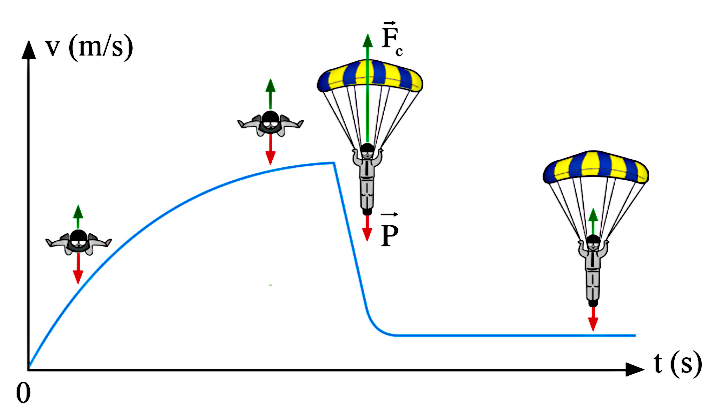 v (m/s)
F⃗c
P⃗
t (s)
0